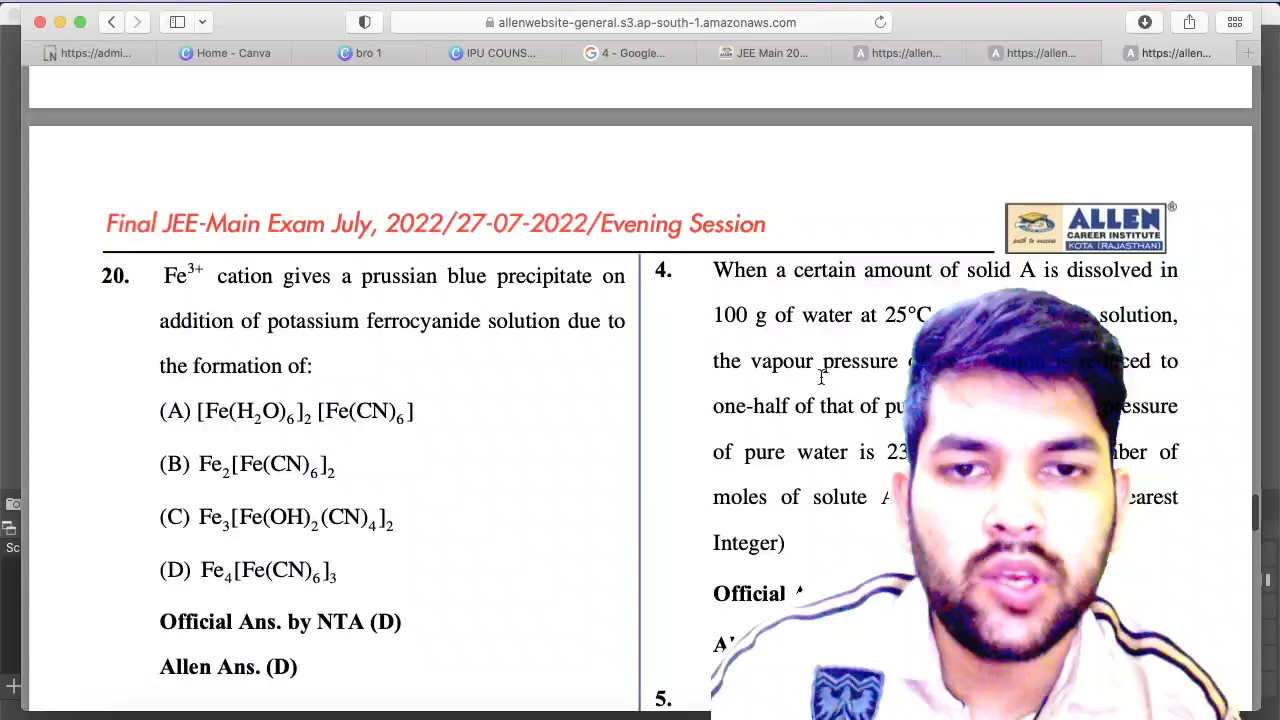 allenwebsite-general.s3.ap-south-1.amazonaws.com
https://admi...
Home - Canva
bro 1
IPU COUNS...
4 - Google...
JEE Main 20...
https://allen...
https://allen...
https://allen...
Final JEE-Main Exam July, 2022/27-07-2022/Evening Session
ALLEN
®
CAREER INSTITUTE
path to success
KOTA (RAJASTHAN)
20. Fe³⁺ cation gives a prussian blue precipitate on
addition of potassium ferrocyanide solution due to
the formation of:
(A) [Fe(H₂O)₆]₂ [Fe(CN)₆]
(B) Fe₂[Fe(CN)₆]₂
(C) Fe₃[Fe(OH)₂(CN)₄]₂
(D) Fe₄[Fe(CN)₆]₃
Official Ans. by NTA (D)
Allen Ans. (D)
4. When a certain amount of solid A is dissolved in
100 g of water at 25°C solution,
the vapour pressure to
one-half of that of
of pure water is of
moles of solute
Integer)
Official
5.
Sc